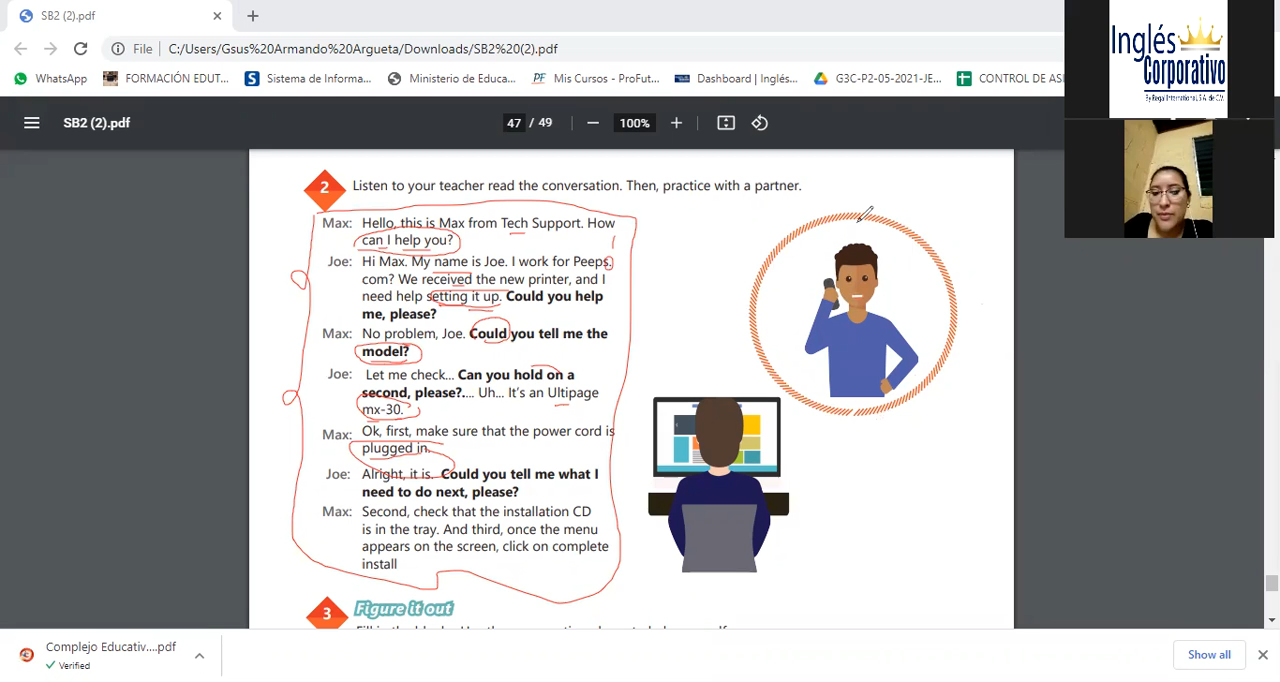 SB2 (2).pdf
File
C:/Users/Gsus%20Armando%20Argueta/Downloads/SB2%20(2).pdf
WhatsApp
FORMACIÓN EDUT...
Sistema de Informa...
Ministerio de Educa...
Mis Cursos - ProFut...
Dashboard | Inglés...
G3C-P2-05-2021-JE...
CONTROL DE ASI
Inglés
Corporativo
By Regal International, S.A. de C.V.
SB2 (2).pdf
47 / 49
100%
2
Listen to your teacher read the conversation. Then, practice with a partner.
Max: Hello, this is Max from Tech Support. How
can I help you?
Joe: Hi Max. My name is Joe. I work for Peeps.
com? We received the new printer, and I
need help setting it up. Could you help
me, please?
Max: No problem, Joe. Could you tell me the
model?
Joe: Let me check... Can you hold on a
second, please?.... Uh... It's an Ultipage
mx-30.
Max: Ok, first, make sure that the power cord is
plugged in.
Joe: Alright, it is. Could you tell me what I
need to do next, please?
Max: Second, check that the installation CD
is in the tray. And third, once the menu
appears on the screen, click on complete
install
3
Figure it out
Complejo Educativ....pdf
Verified
Show all